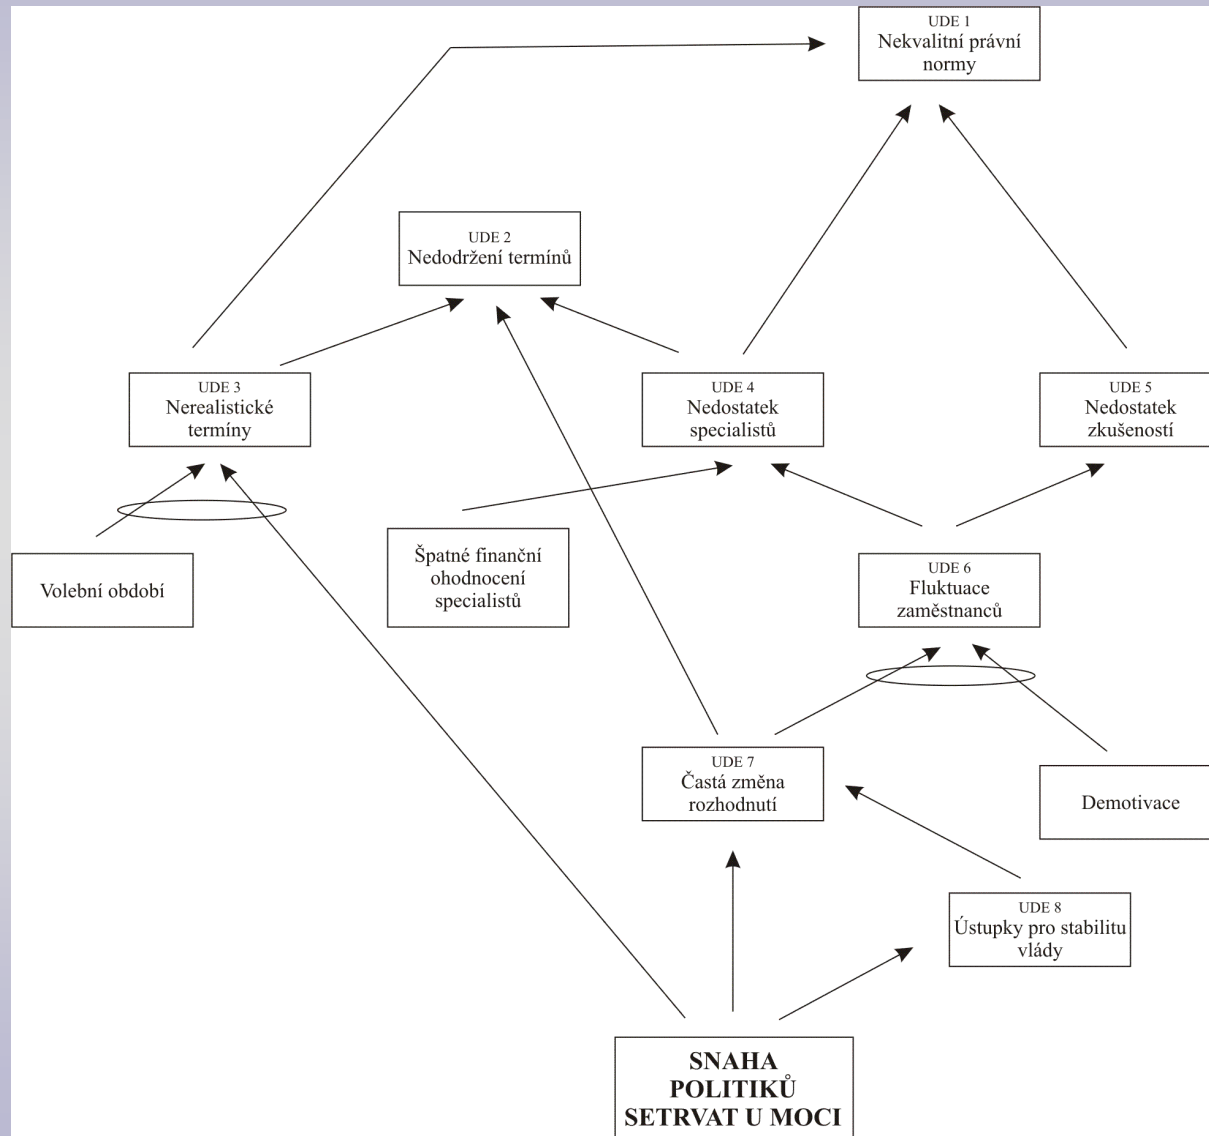 UDE 1
Nekvalitní právní
normy
UDE 2
Nedodržení termínů
UDE 3
Nerealistické
termíny
UDE 4
Nedostatek
specialistů
UDE 5
Nedostatek
zkušeností
Volební období
Špatné finanční
ohodnocení
specialistů
UDE 6
Fluktuace
zaměstnanců
UDE 7
Častá změna
rozhodnutí
Demotivace
UDE 8
Ústupky pro stabilitu
vlády
SNAHA
POLITIKŮ
SETRVAT U MOCI